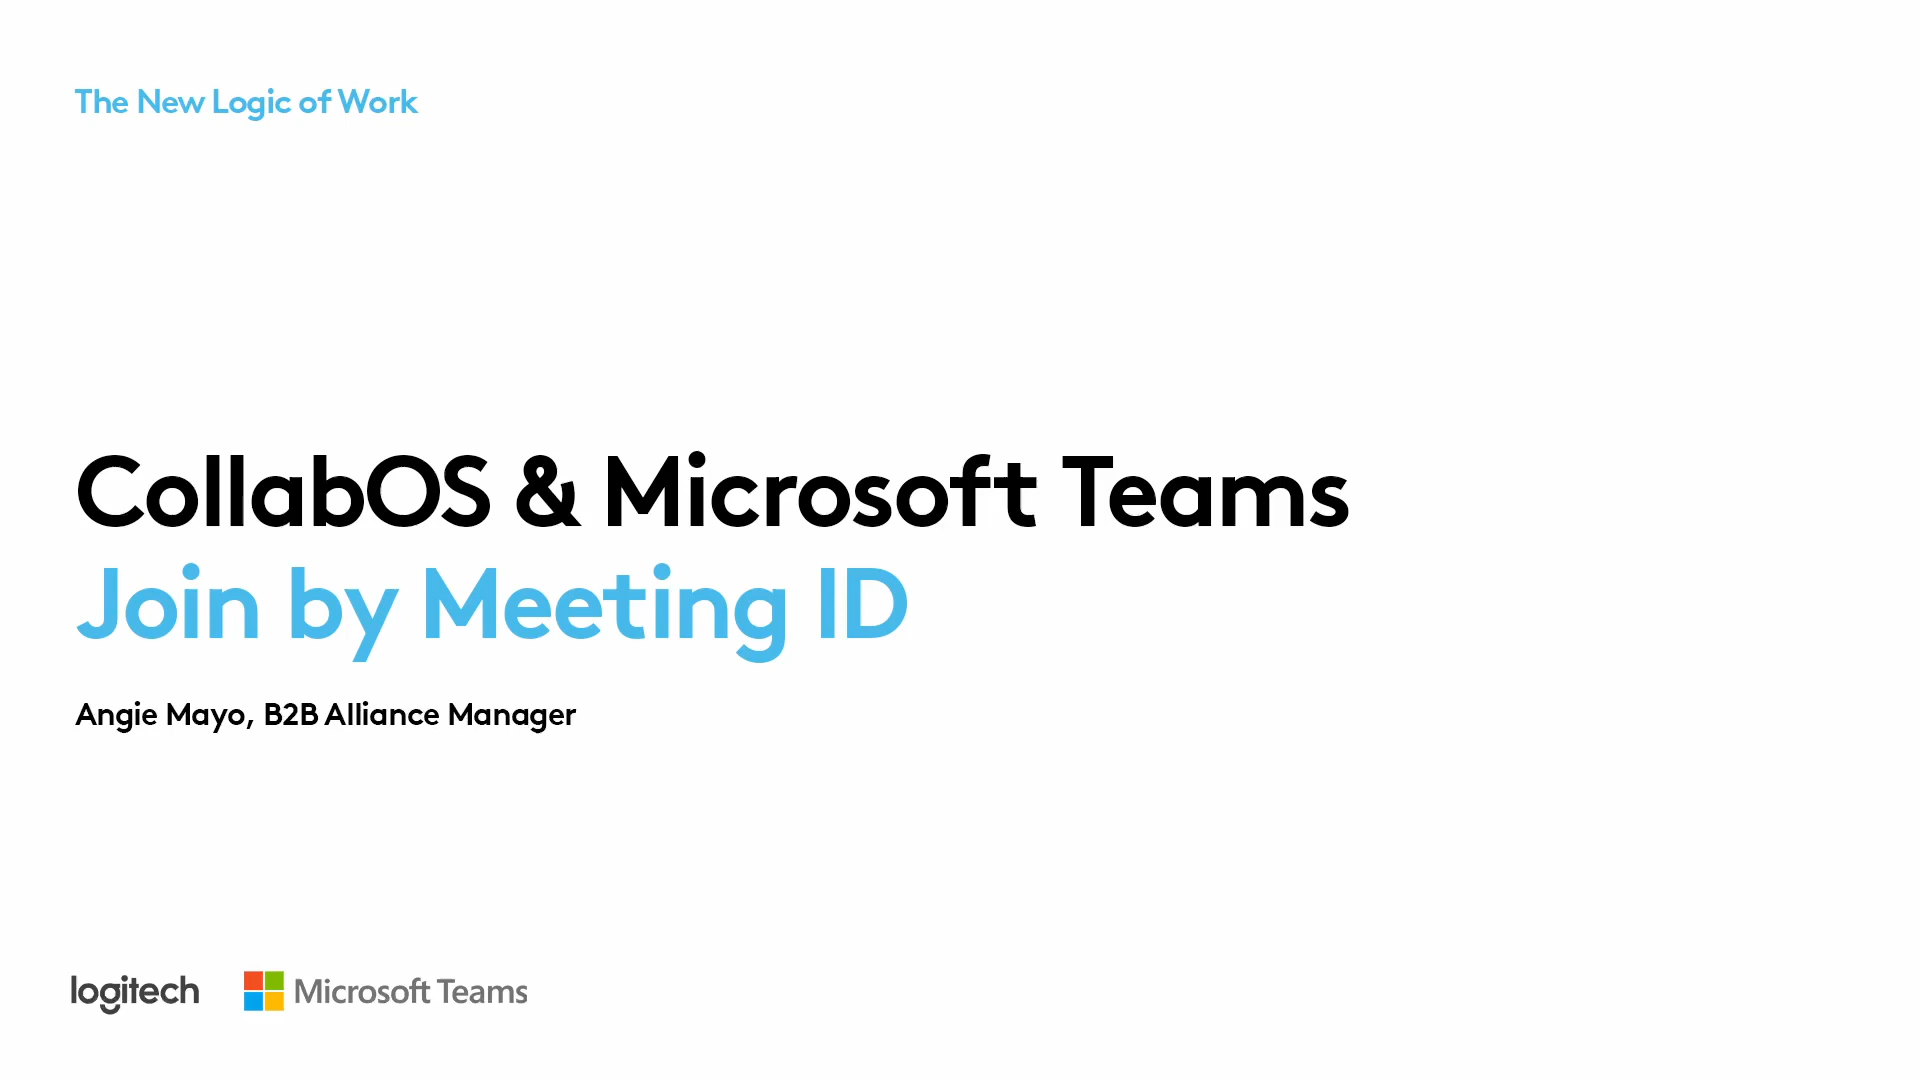 The New Logic of Work
CollabOS & Microsoft Teams
Join by Meeting ID
Angie Mayo, B2B Alliance Manager
logitech Microsoft Teams